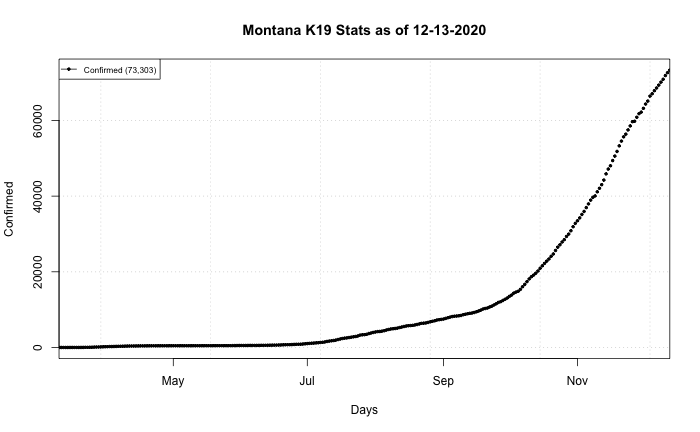 Montana K19 Stats as of 12-13-2020
Confirmed (73,303)
Confirmed
60000
40000
20000
0
May Jul Sep Nov
Days